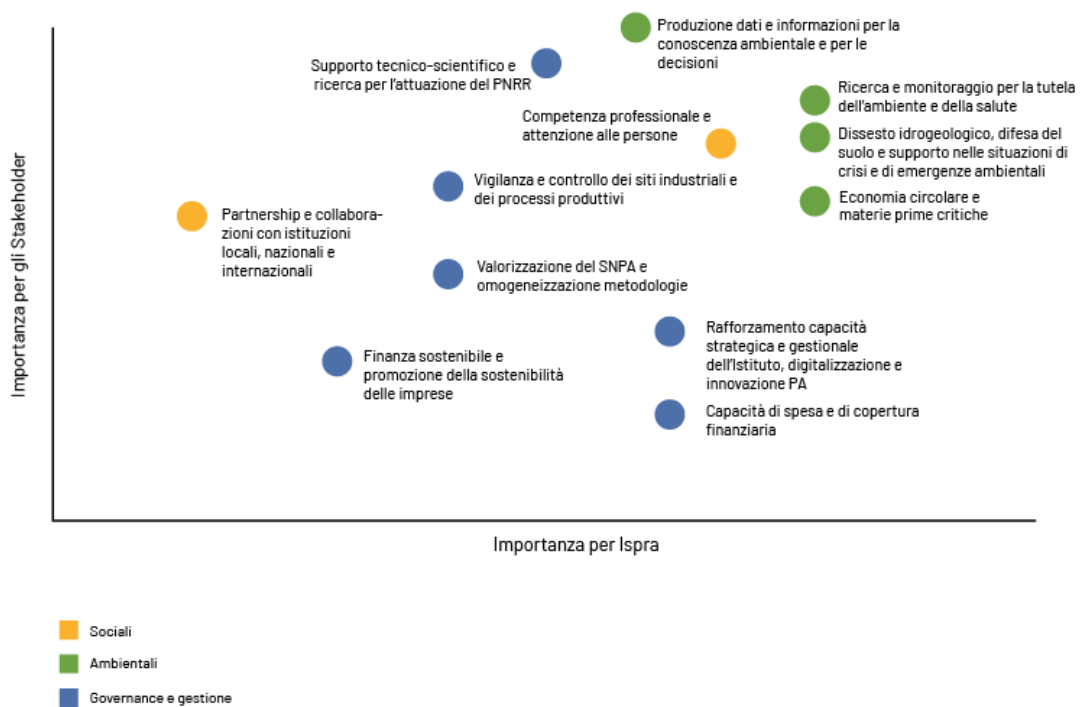 Produzione dati e informazioni per la
conoscenza ambientale e per le
decisioni
Supporto tecnico-scientifico e
ricerca per l'attuazione del PNRR
Ricerca e monitoraggio per la tutela
dell'ambiente e della salute
Competenza professionale e
attenzione alle persone
Dissesto idrogeologico, difesa del
suolo e supporto nelle situazioni di
crisi e di emergenze ambientali
Vigilanza e controllo dei siti industriali e
dei processi produttivi
Economia circolare e
materie prime critiche
Partnership e collabora-
zioni con istituzioni
locali, nazionali e
internazionali
Valorizzazione del SNPA e
omogeneizzazione metodologie
Rafforzamento capacità
strategica e gestionale
dell'Istituto, digitalizzazione e
innovazione PA
Finanza sostenibile e
promozione della sostenibilità
delle imprese
Capacità di spesa e di copertura
finanziaria
Importanza per gli Stakeholder
Importanza per Ispra
Sociali
Ambientali
Governance e gestione